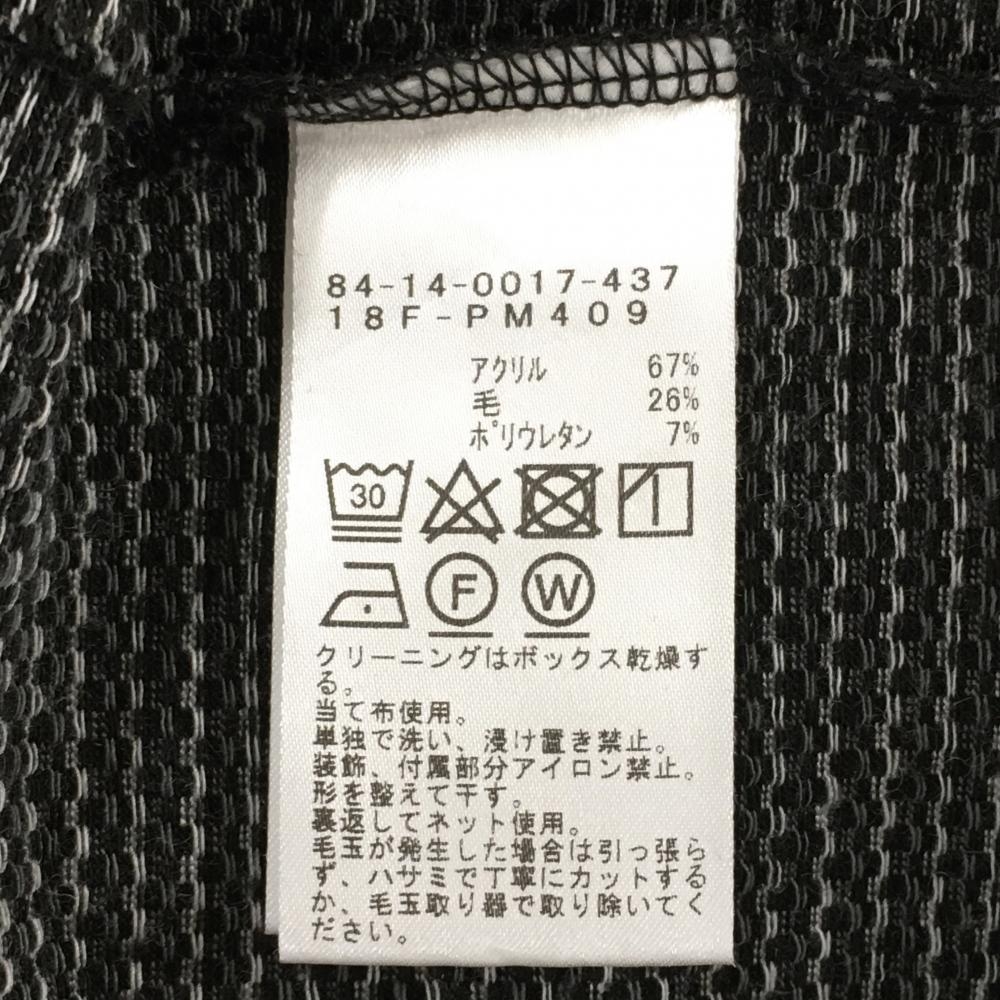 84-14-0017-437
18F-PM409
アクリル 67%
毛 26%
ポリウレタン 7%
30
F W
クリーニングはボックス乾燥す
る。
当て布使用。
単独で洗い、浸け置き禁止。
装飾、付属部分アイロン禁止。
形を整えて干す。
裏返してネット使用。
毛玉が発生した場合は引っ張ら
ず、ハサミで丁寧にカットする
か、毛玉取り器で取り除いてく
ださい。